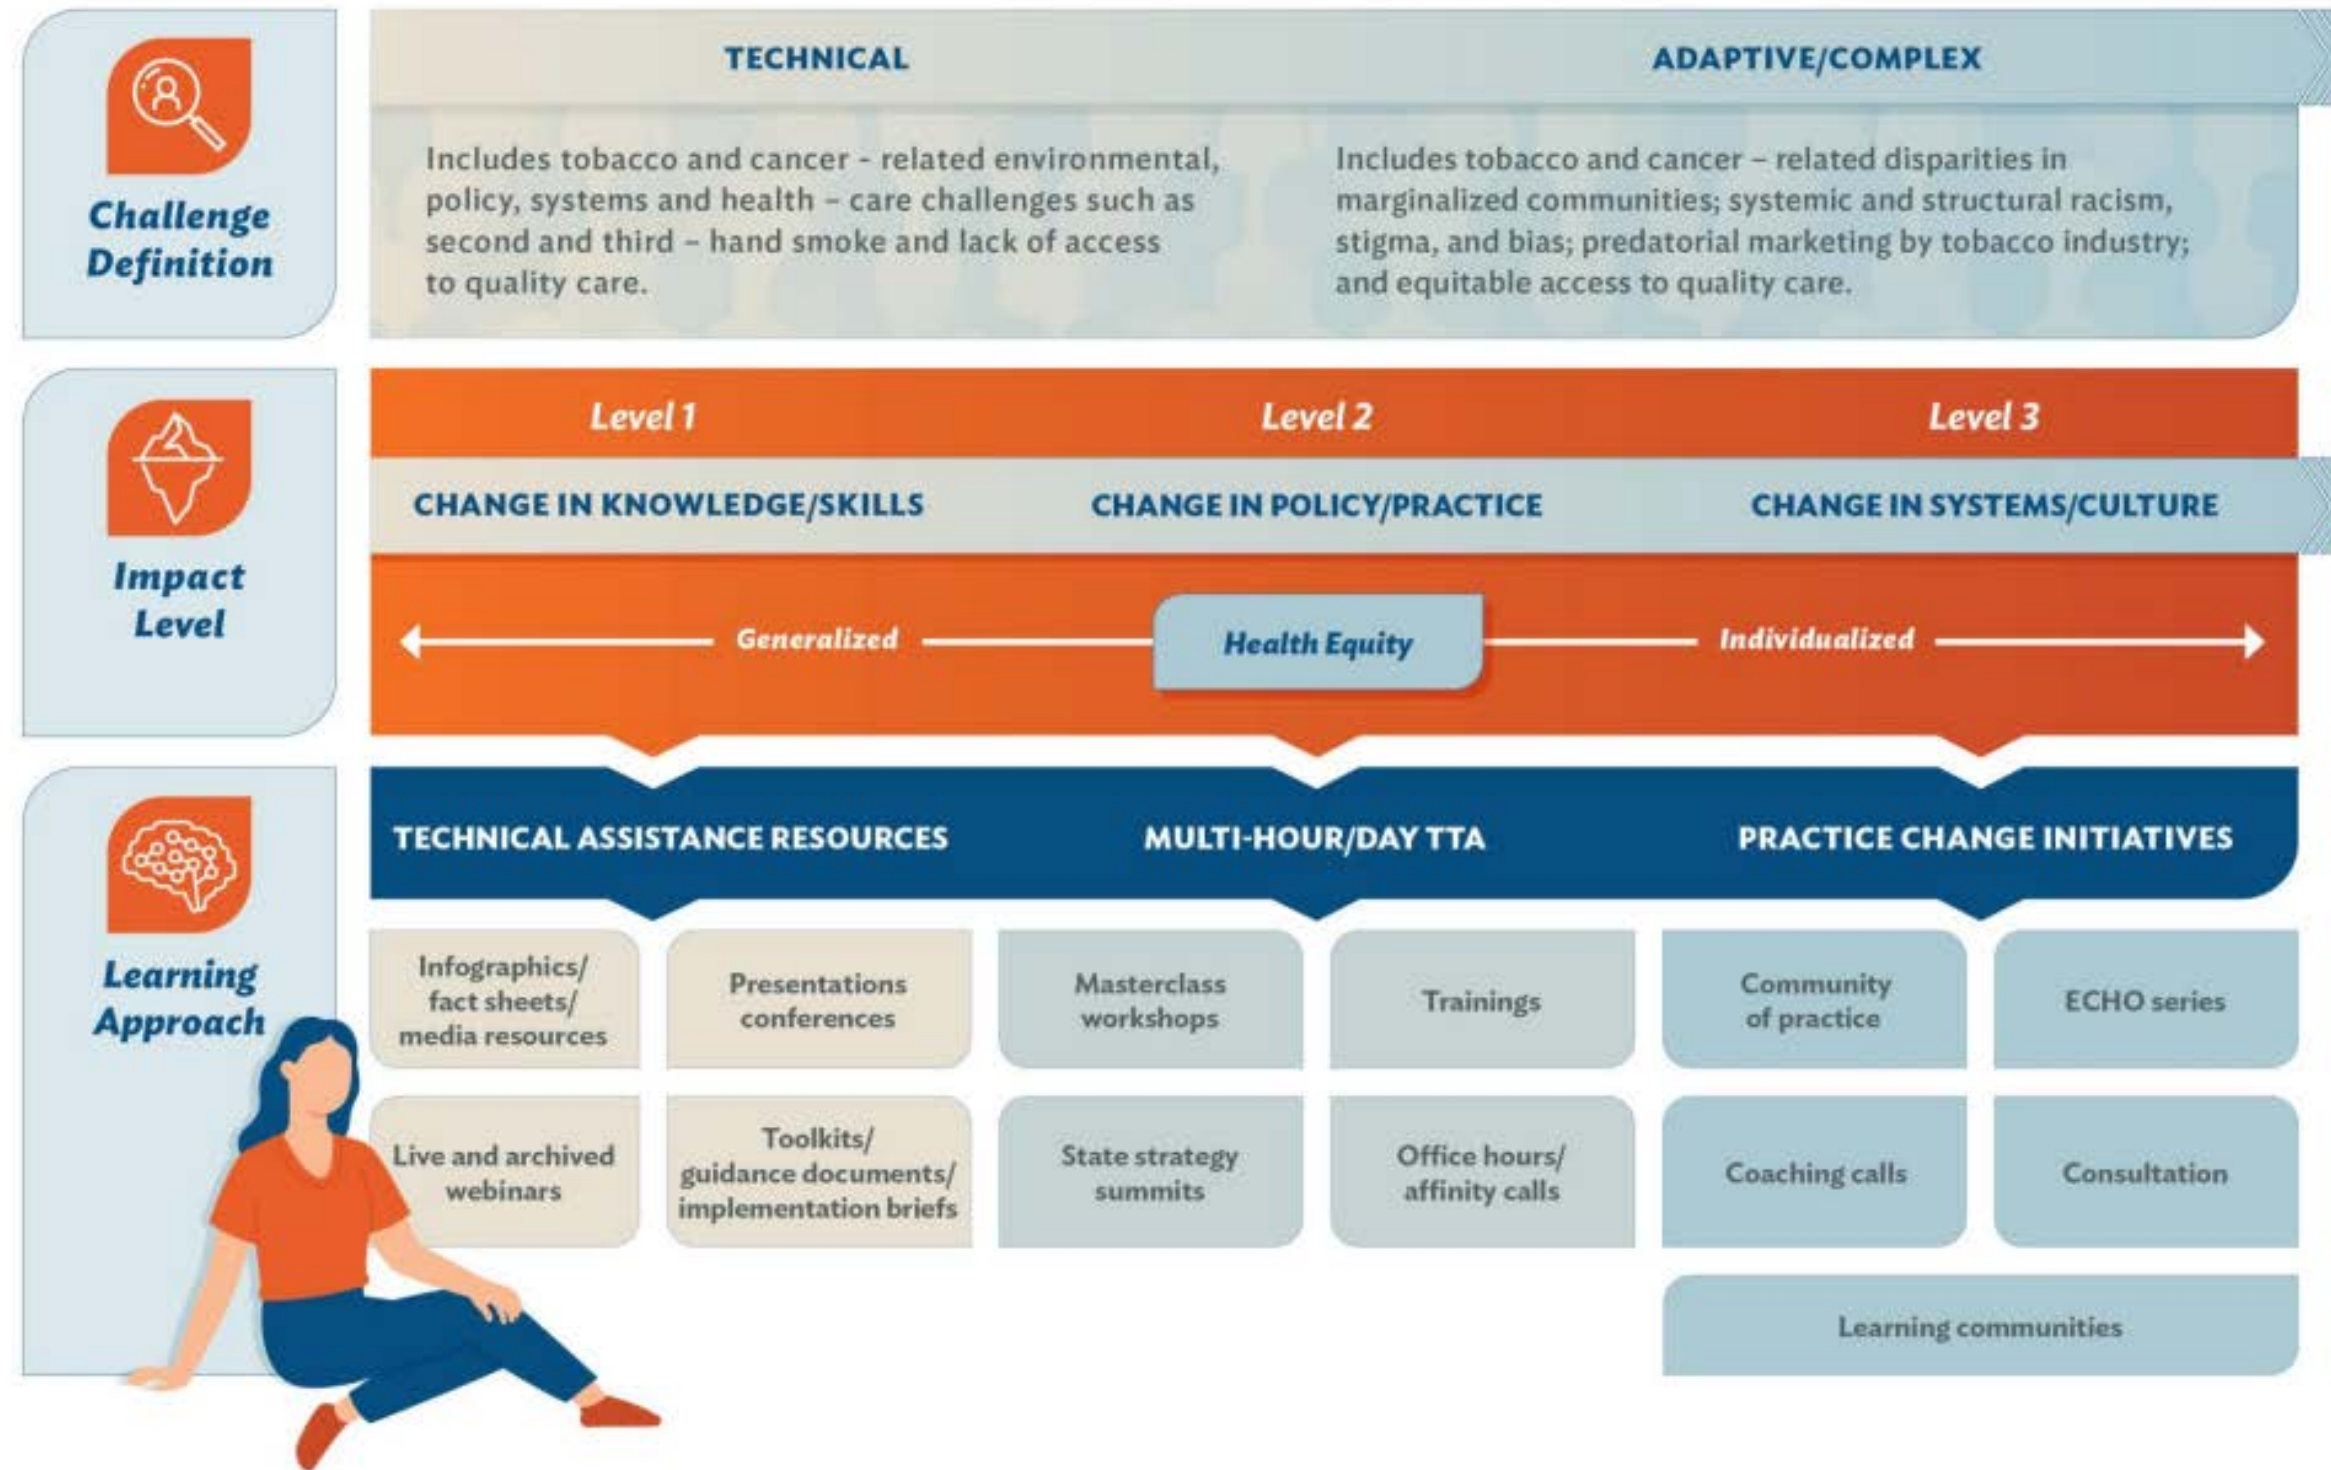 Challenge
Definition
TECHNICAL
ADAPTIVE/COMPLEX
Includes tobacco and cancer - related environmental,
policy, systems and health – care challenges such as
second and third – hand smoke and lack of access
to quality care.
Includes tobacco and cancer – related disparities in
marginalized communities; systemic and structural racism,
stigma, and bias; predatorial marketing by tobacco industry;
and equitable access to quality care.
Impact
Level
Level 1
Level 2
Level 3
CHANGE IN KNOWLEDGE/SKILLS
CHANGE IN POLICY/PRACTICE
CHANGE IN SYSTEMS/CULTURE
Generalized
Health Equity
Individualized
Learning
Approach
TECHNICAL ASSISTANCE RESOURCES
MULTI-HOUR/DAY TTA
PRACTICE CHANGE INITIATIVES
Infographics/
fact sheets/
media resources
Presentations
conferences
Masterclass
workshops
Trainings
Community
of practice
ECHO series
Live and archived
webinars
Toolkits/
guidance documents/
implementation briefs
State strategy
summits
Office hours/
affinity calls
Coaching calls
Consultation
Learning communities